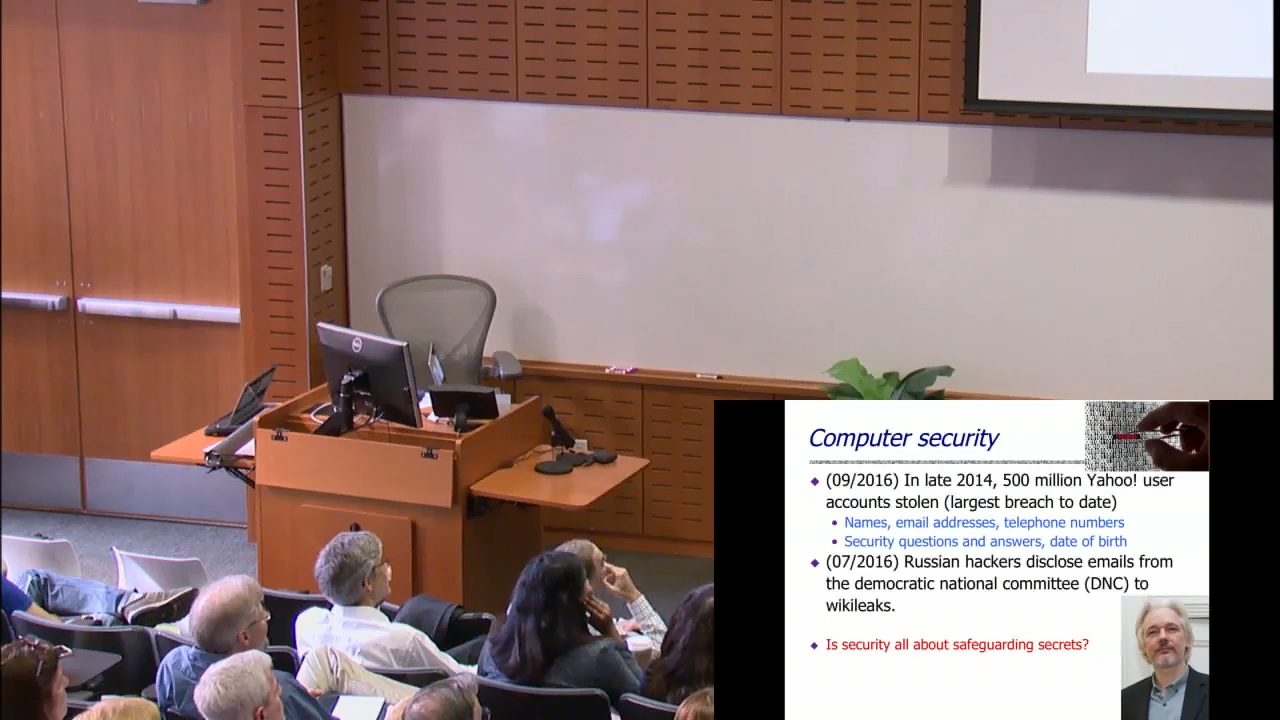 Computer security
(09/2016) In late 2014, 500 million Yahoo! user
accounts stolen (largest breach to date)
Names, email addresses, telephone numbers
Security questions and answers, date of birth
(07/2016) Russian hackers disclose emails from
the democratic national committee (DNC) to
wikileaks.
Is security all about safeguarding secrets?